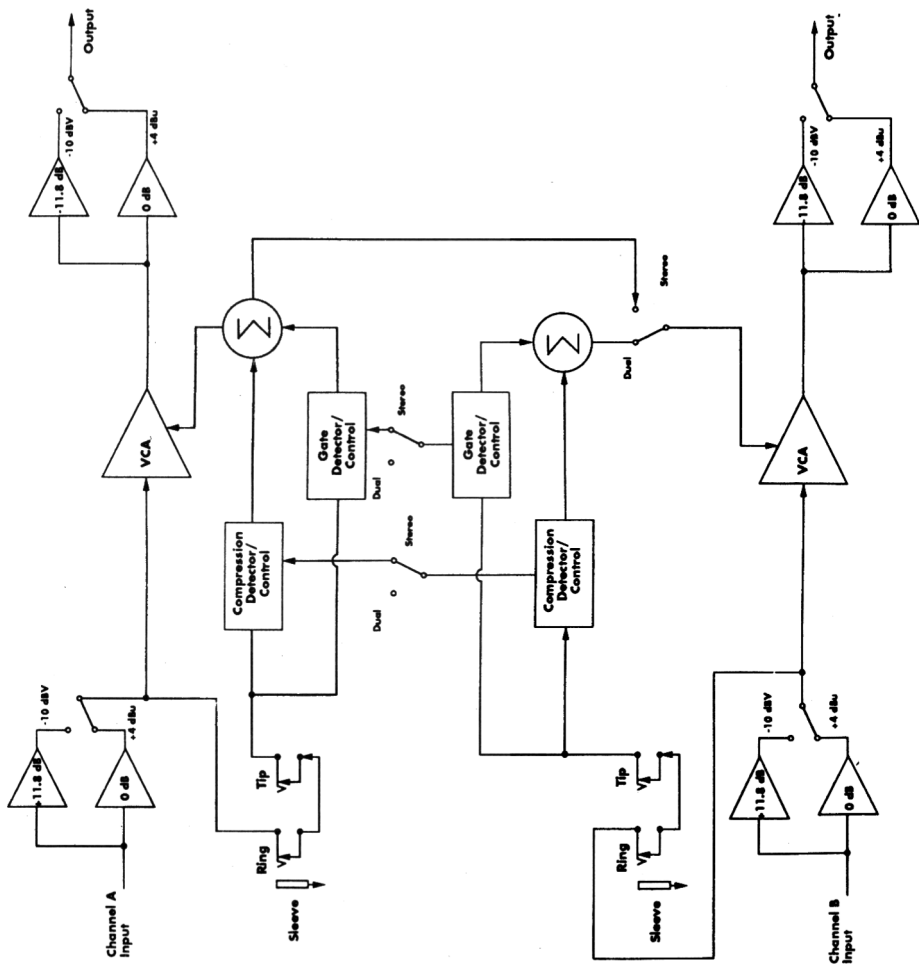 Channel A
Input
+11.8 dB
0 dB
-10 dBV
+4 dBu
VCA
-11.8 dB
0 dB
-10 dBV
+4 dBu
Output
Sleeve
Ring
Tip
Compression
Detector/
Control
Gate
Detector/
Control
Σ
Dual
Stereo
Dual
Stereo
Sleeve
Ring
Tip
Compression
Detector/
Control
Gate
Detector/
Control
Σ
Dual
Stereo
Channel B
Input
+11.8 dB
0 dB
-10 dBV
+4 dBu
VCA
-11.8 dB
0 dB
-10 dBV
+4 dBu
Output